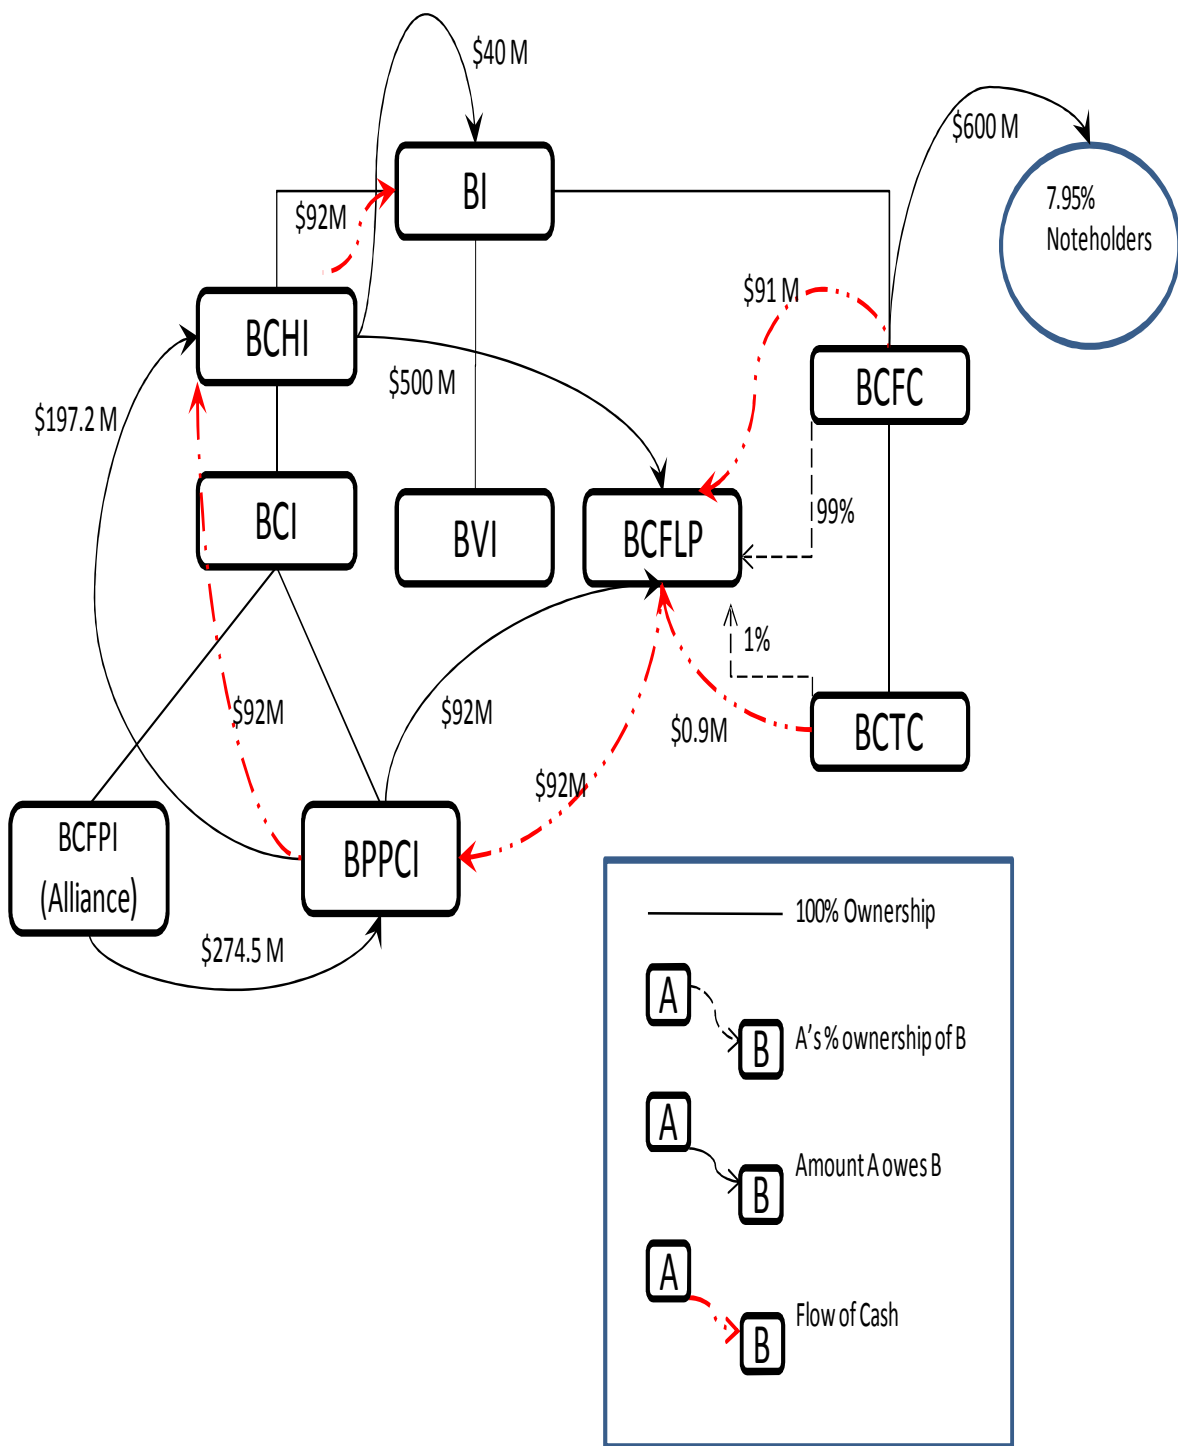 $40 M
$600 M
BI
7.95%
Noteholders
$92M
$91 M
BCHI
$500 M
BCFC
$197.2 M
BCI
BVI
BCFLP
99%
1%
$92M
$92M
$0.9M
BCTC
$92M
BCFPI
(Alliance)
BPPCI
$274.5 M
100% Ownership
A
B
A's % ownership of B
A
B
Amount A owes B
A
B
Flow of Cash